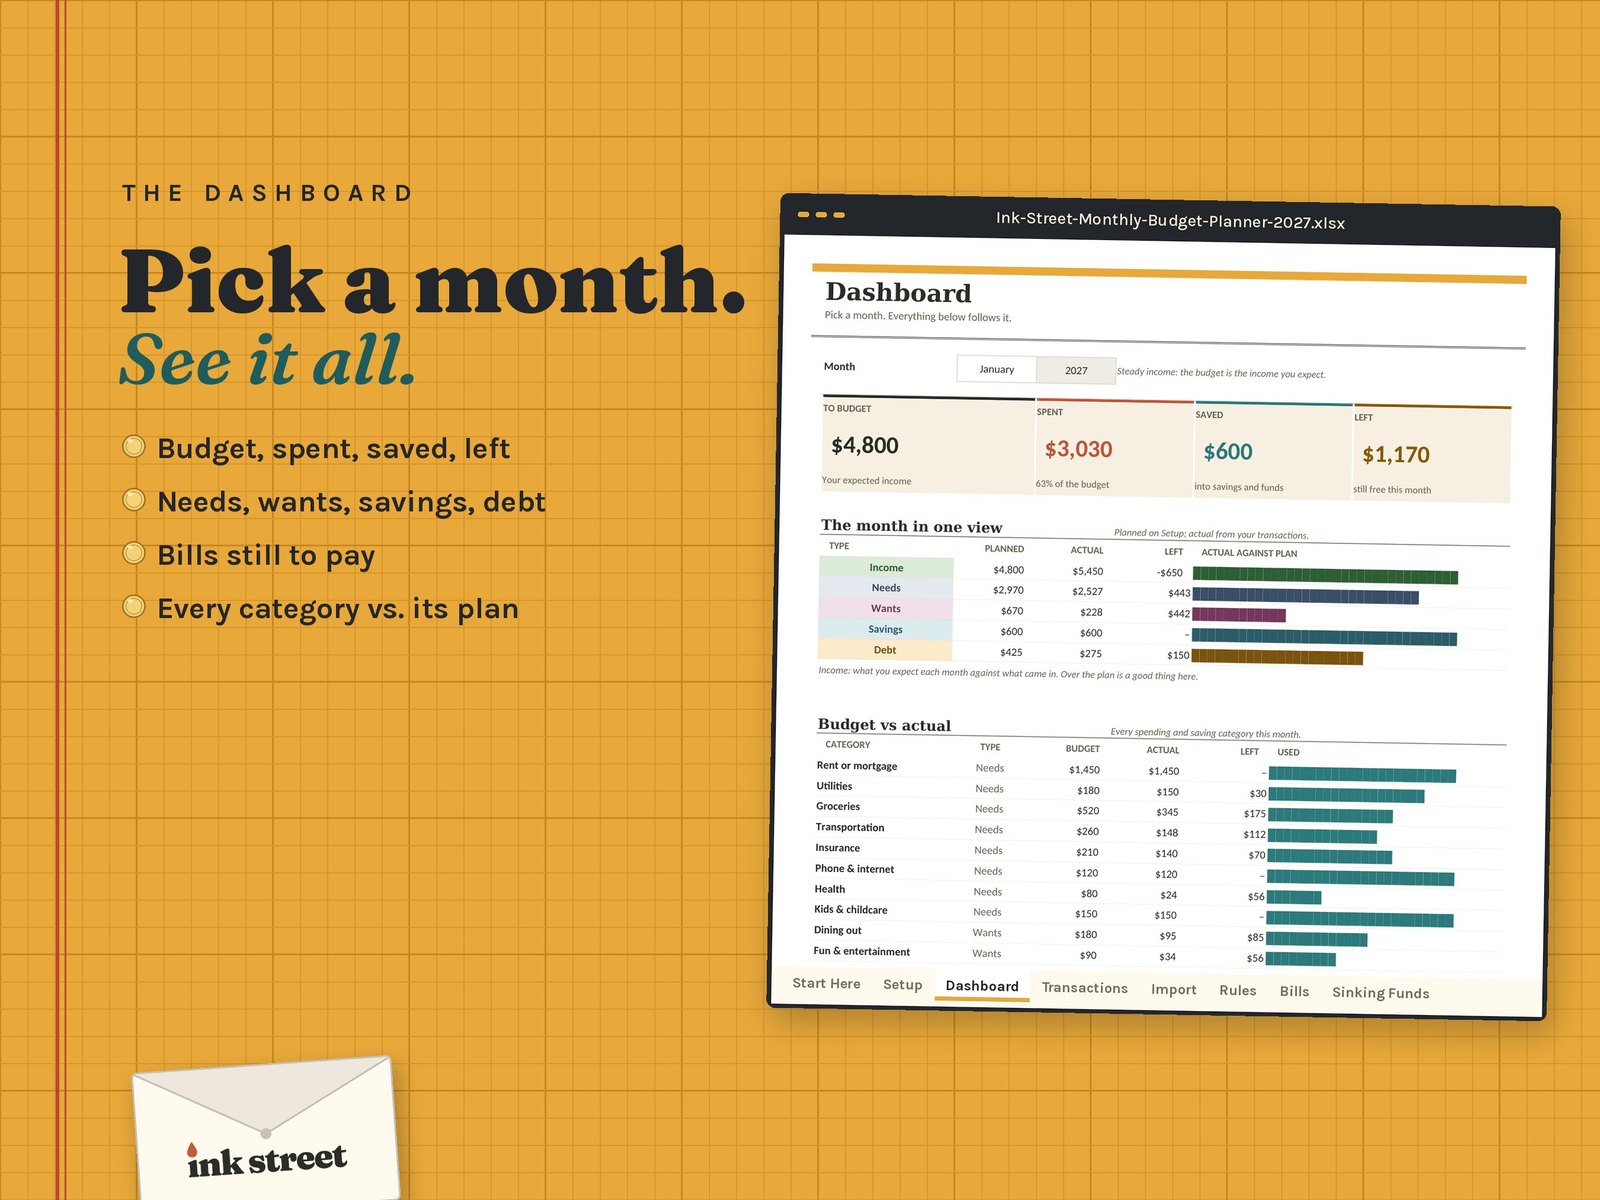 THE DASHBOARD
Pick a month.
See it all.
Budget, spent, saved, left
Needs, wants, savings, debt
Bills still to pay
Every category vs. its plan
ink street
Ink-Street-Monthly-Budget-Planner-2027.xlsx
Dashboard
Pick a month. Everything below follows it.
Month January 2027 Steady income: the budget is the income you expect.
TO BUDGET SPENT SAVED LEFT
$4,800 $3,030 $600 $1,170
Your expected income 63% of the budget into savings and funds still free this month
The month in one view Planned on Setup; actual from your transactions.
TYPE PLANNED ACTUAL LEFT ACTUAL AGAINST PLAN
Income $4,800 $5,450 -$650
Needs $2,970 $2,527 $443
Wants $670 $228 $442
Savings $600 $600 –
Debt $425 $275 $150
Income: what you expect each month against what came in. Over the plan is a good thing here.
Budget vs actual Every spending and saving category this month.
CATEGORY TYPE BUDGET ACTUAL LEFT USED
Rent or mortgage Needs $1,450 $1,450 –
Utilities Needs $180 $150 $30
Groceries Needs $520 $345 $175
Transportation Needs $260 $148 $112
Insurance Needs $210 $140 $70
Phone & internet Needs $120 $120 –
Health Needs $80 $24 $56
Kids & childcare Needs $150 $150 –
Dining out Wants $180 $95 $85
Fun & entertainment Wants $90 $34 $56
Start Here Setup Dashboard Transactions Import Rules Bills Sinking Funds